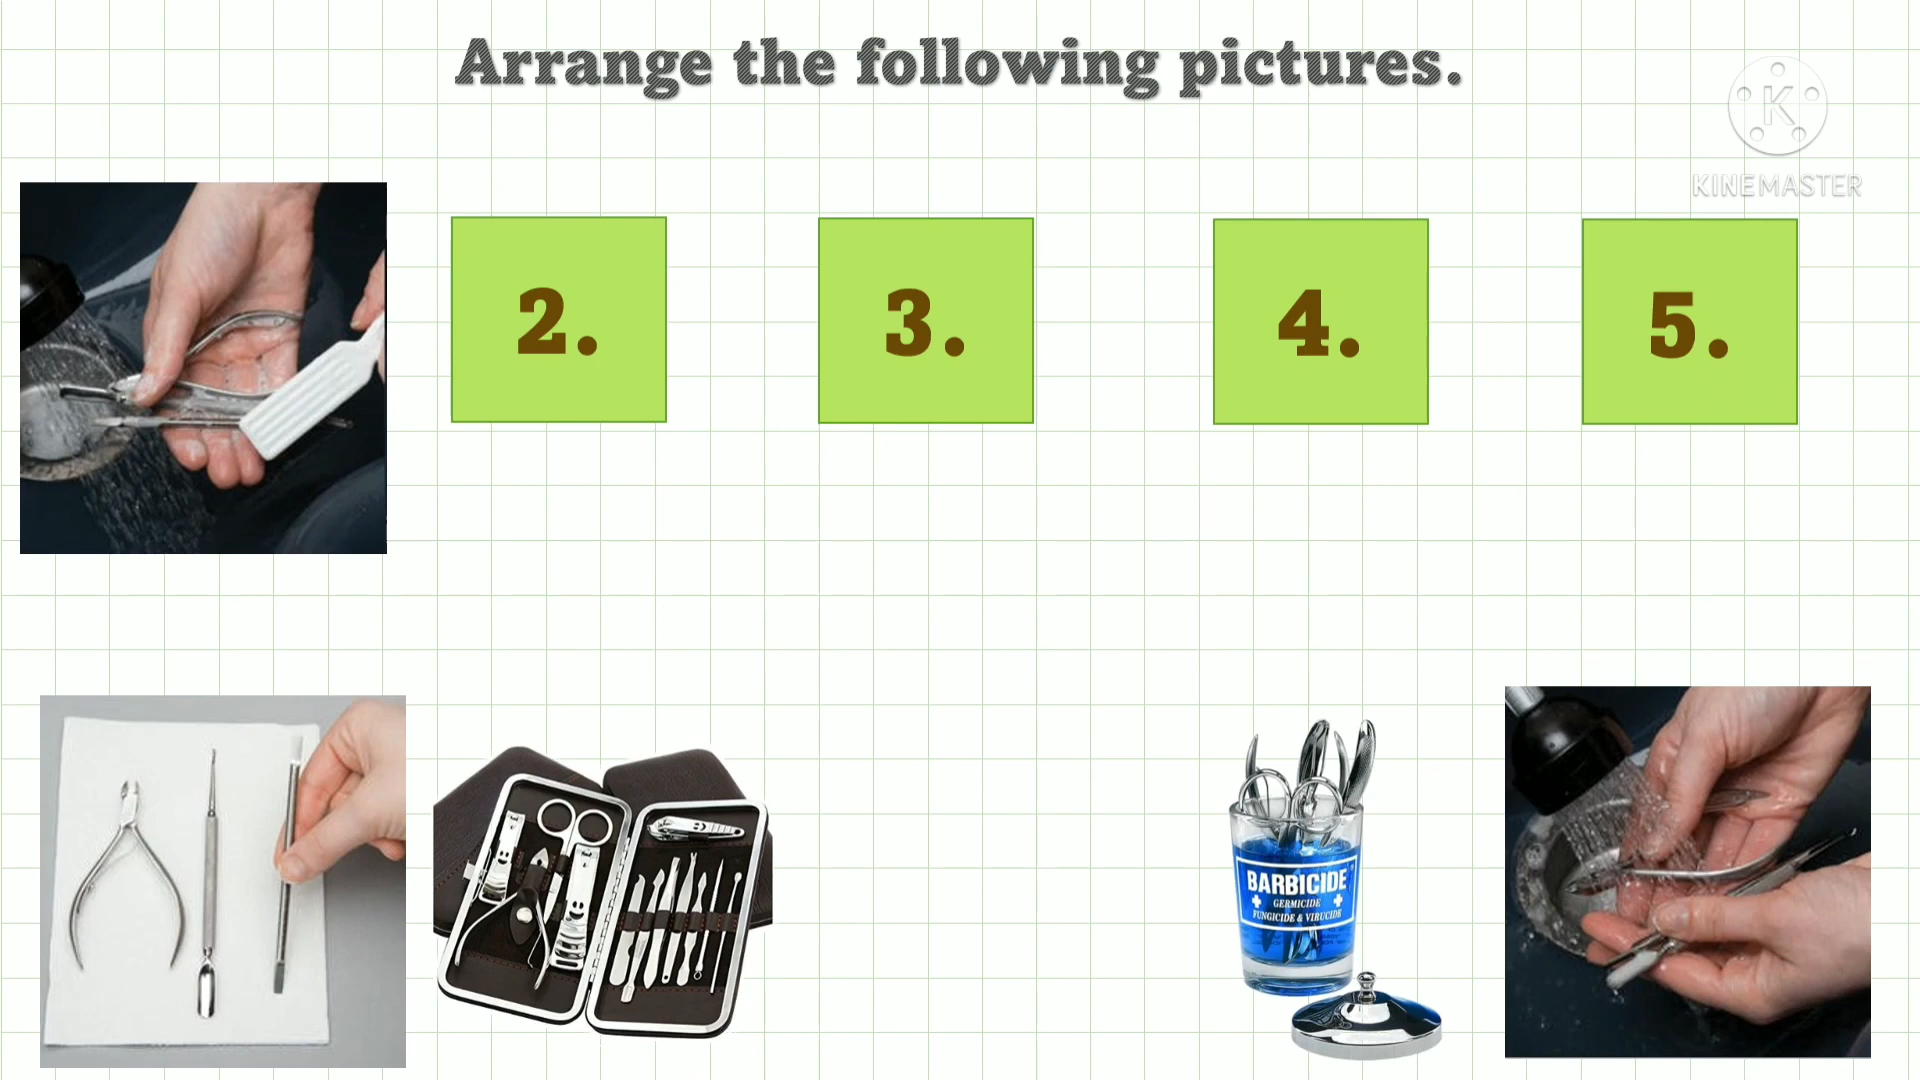 Arrange the following pictures.
K
KINEMASTER
2.
3.
4.
5.
BARBICIDE
GERMICIDE
FUNGICIDE & VIRUCIDE